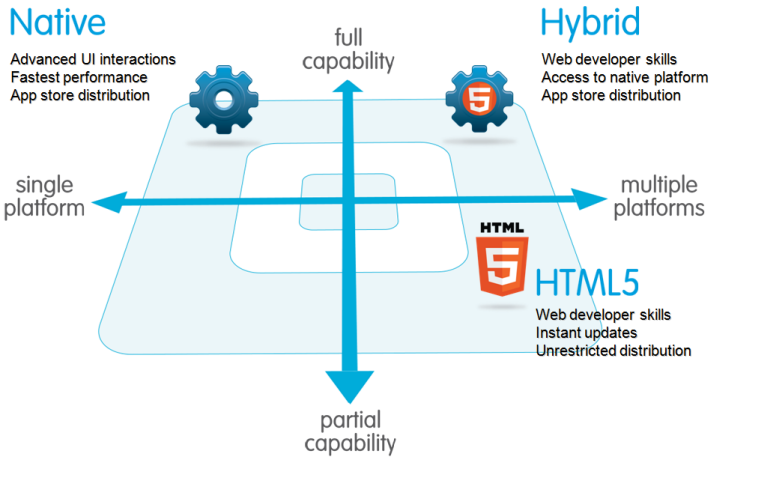 Native
Advanced UI interactions
Fastest performance
App store distribution
full
capability
Hybrid
Web developer skills
Access to native platform
App store distribution
5
single
platform
multiple
platforms
HTML
5
HTML5
Web developer skills
Instant updates
Unrestricted distribution
partial
capability